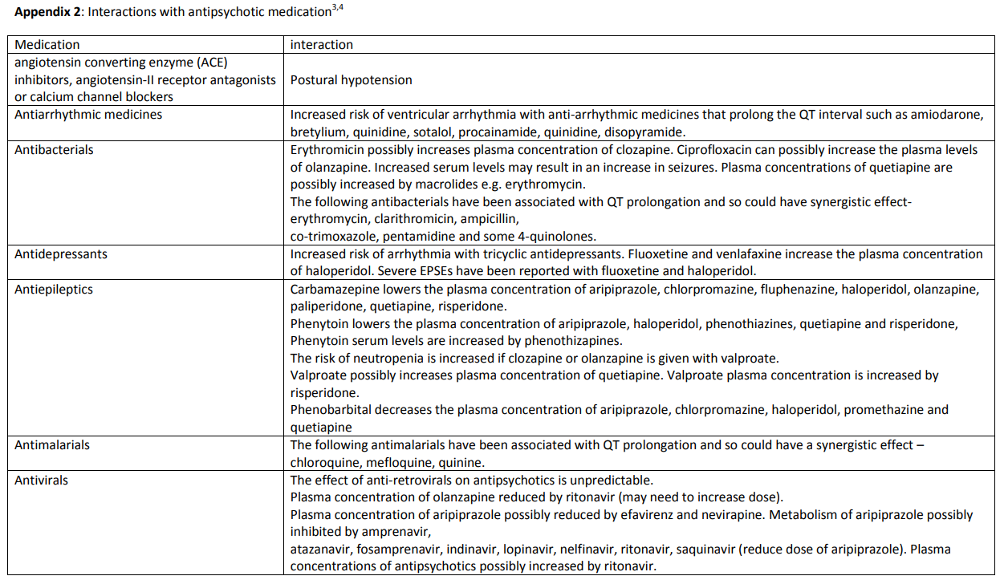 Appendix 2: Interactions with antipsychotic medication3,4
Medication
interaction
angiotensin converting enzyme (ACE)
inhibitors, angiotensin-II receptor antagonists
or calcium channel blockers
Postural hypotension
Antiarrhythmic medicines
Increased risk of ventricular arrhythmia with anti-arrhythmic medicines that prolong the QT interval such as amiodarone,
bretylium, quinidine, sotalol, procainamide, quinidine, disopyramide.
Antibacterials
Erythromicin possibly increases plasma concentration of clozapine. Ciprofloxacin can possibly increase the plasma levels
of olanzapine. Increased serum levels may result in an increase in seizures. Plasma concentrations of quetiapine are
possibly increased by macrolides e.g. erythromycin.
The following antibacterials have been associated with QT prolongation and so could have synergistic effect-
erythromycin, clarithromicin, ampicillin,
co-trimoxazole, pentamidine and some 4-quinolones.
Antidepressants
Increased risk of arrhythmia with tricyclic antidepressants. Fluoxetine and venlafaxine increase the plasma concentration
of haloperidol. Severe EPSEs have been reported with fluoxetine and haloperidol.
Antiepileptics
Carbamazepine lowers the plasma concentration of aripiprazole, chlorpromazine, fluphenazine, haloperidol, olanzapine,
paliperidone, quetiapine, risperidone.
Phenytoin lowers the plasma concentration of aripiprazole, haloperidol, phenothiazines, quetiapine and risperidone,
Phenytoin serum levels are increased by phenothizapines.
The risk of neutropenia is increased if clozapine or olanzapine is given with valproate.
Valproate possibly increases plasma concentration of quetiapine. Valproate plasma concentration is increased by
risperidone.
Phenobarbital decreases the plasma concentration of aripiprazole, chlorpromazine, haloperidol, promethazine and
quetiapine
Antimalarials
The following antimalarials have been associated with QT prolongation and so could have a synergistic effect –
chloroquine, mefloquine, quinine.
Antivirals
The effect of anti-retrovirals on antipsychotics is unpredictable.
Plasma concentration of olanzapine reduced by ritonavir (may need to increase dose).
Plasma concentration of aripiprazole possibly reduced by efavirenz and nevirapine. Metabolism of aripiprazole possibly
inhibited by amprenavir,
atazanavir, fosamprenavir, indinavir, lopinavir, nelfinavir, ritonavir, saquinavir (reduce dose of aripiprazole). Plasma
concentrations of antipsychotics possibly increased by ritonavir.